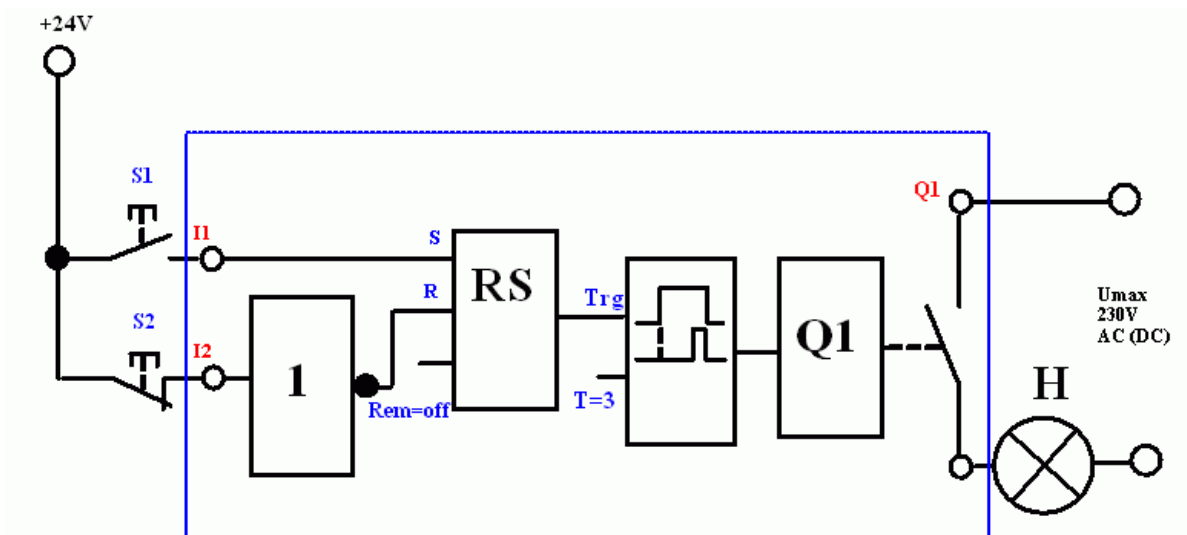 +24V
S1
I1
S
Q1
R
RS
Trg
S2
I2
1
Q1
Umax
230V
AC (DC)
Rem=off
T=3
H